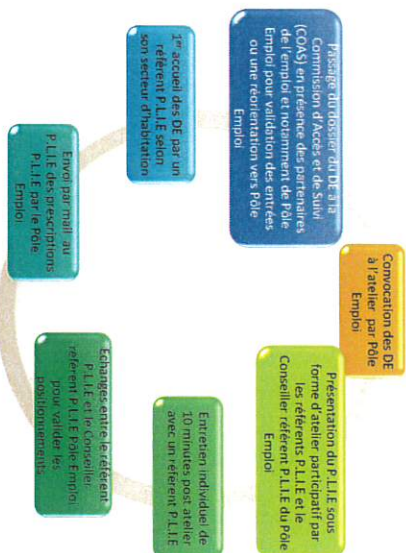 Convocation des DE
à l'atelier par Pôle
Emploi
Présentation du P.L.I.E sous
forme d'atelier participatif par
les référents P.L.I.E et le
Conseiller référent P.L.I.E du Pôle
Emploi
Entretien individuel de
10 minutes post atelier
avec un référent P.L.I.E
Echanges entre le référent
P.L.I.E et le Conseiller
référent P.L.I.E Pôle Emploi
pour valider les
positionnements
Envoi par mail au
P.L.I.E des prescriptions
P.L.I.E par le Pôle
Emploi
1er accueil des DE par un
référent P.L.I.E selon
son secteur d'habitation
Passage du dossier du DE à la
Commission d'Accès et de Suivi
(COAS) en présence des partenaires
de l'emploi et notamment de Pôle
Emploi pour validation des entrées
ou une réorientation vers Pôle
Emploi